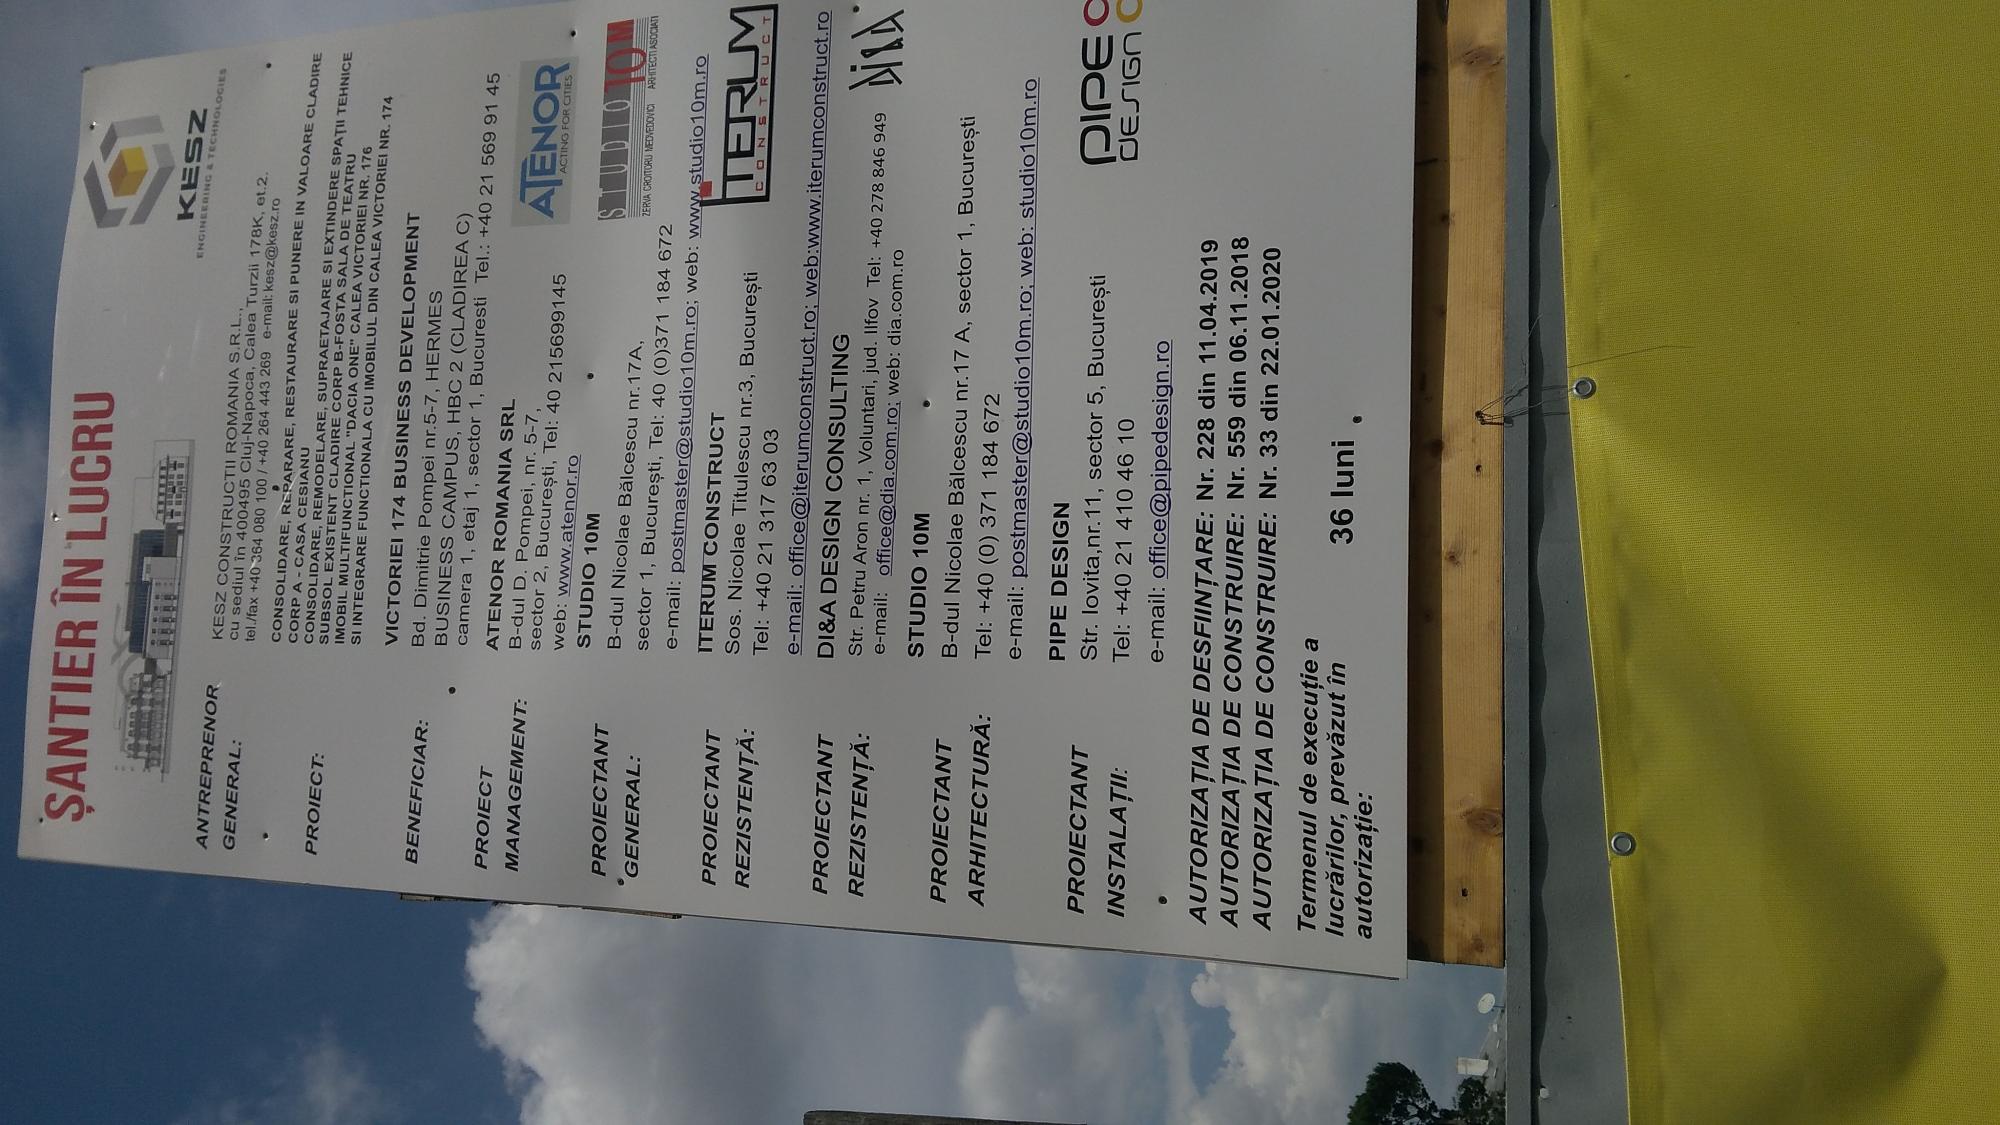 ȘANTIER ÎN LUCRU
KESZ
ENGINEERING & TECHNOLOGIES
ANTREPRENOR
GENERAL:
KESZ CONSTRUCTII ROMANIA S.R.L.,
cu sediul în 400495 Cluj-Napoca, Calea Turzii 178K, et.2.
tel./fax +40 364 080 100 / +40 264 443 269 e-mail: kesz@kesz.ro
PROIECT:
CONSOLIDARE, REPARARE, RESTAURARE SI PUNERE IN VALOARE CLADIRE
CORP A - CASA CESIANU
CONSOLIDARE, REMODELARE, SUPRAETAJARE SI EXTINDERE SPAȚII TEHNICE
SUBSOL EXISTENT CLADIRE CORP B-FOSTA SALA DE TEATRU
IMOBIL MULTIFUNCTIONAL "DACIA ONE" CALEA VICTORIEI NR. 176
SI INTEGRARE FUNCTIONALA CU IMOBILUL DIN CALEA VICTORIEI NR. 174
BENEFICIAR:
VICTORIEI 174 BUSINESS DEVELOPMENT
Bd. Dimitrie Pompei nr.5-7, HERMES
BUSINESS CAMPUS, HBC 2 (CLADIREA C)
camera 1, etaj 1, sector 1, Bucuresti Tel.: +40 21 569 91 45
PROIECT
MANAGEMENT:
ATENOR ROMANIA SRL
B-dul D. Pompei, nr. 5-7,
sector 2, București, Tel: 40 215699145
web: www.atenor.ro
ATENOR
ACTING FOR CITIES
PROIECTANT
GENERAL:
STUDIO 10M
B-dul Nicolae Bălcescu nr.17A,
sector 1, București, Tel: 40 (0)371 184 672
e-mail: postmaster@studio10m.ro; web: www.studio10m.ro
STUDIO 10M
ZERVA CROITORU MEDVEDOVICI ARHITECTI ASOCIATI
PROIECTANT
REZISTENȚĂ:
ITERUM CONSTRUCT
Sos. Nicolae Titulescu nr.3, București
Tel: +40 21 317 63 03
e-mail: office@iterumconstruct.ro; web:www.iterumconstruct.ro
ITERUM
CONSTRUCT
PROIECTANT
REZISTENȚĂ:
DI&A DESIGN CONSULTING
Str. Petru Aron nr. 1, Voluntari, jud. Ilfov Tel: +40 278 846 949
e-mail: office@dia.com.ro; web: dia.com.ro
PROIECTANT
ARHITECTURĂ:
STUDIO 10M
B-dul Nicolae Bălcescu nr.17 A, sector 1, București
Tel: +40 (0) 371 184 672
e-mail: postmaster@studio10m.ro; web: studio10m.ro
PROIECTANT
INSTALAȚII:
PIPE DESIGN
Str. Iovita,nr.11, sector 5, București
Tel: +40 21 410 46 10
e-mail: office@pipedesign.ro
PIPE
DESIGN
AUTORIZAȚIA DE DESFIINȚARE: Nr. 228 din 11.04.2019
AUTORIZAȚIA DE CONSTRUIRE: Nr. 559 din 06.11.2018
AUTORIZAȚIA DE CONSTRUIRE: Nr. 33 din 22.01.2020
Termenul de execuție a
lucrărilor, prevăzut în
autorizație:
36 luni